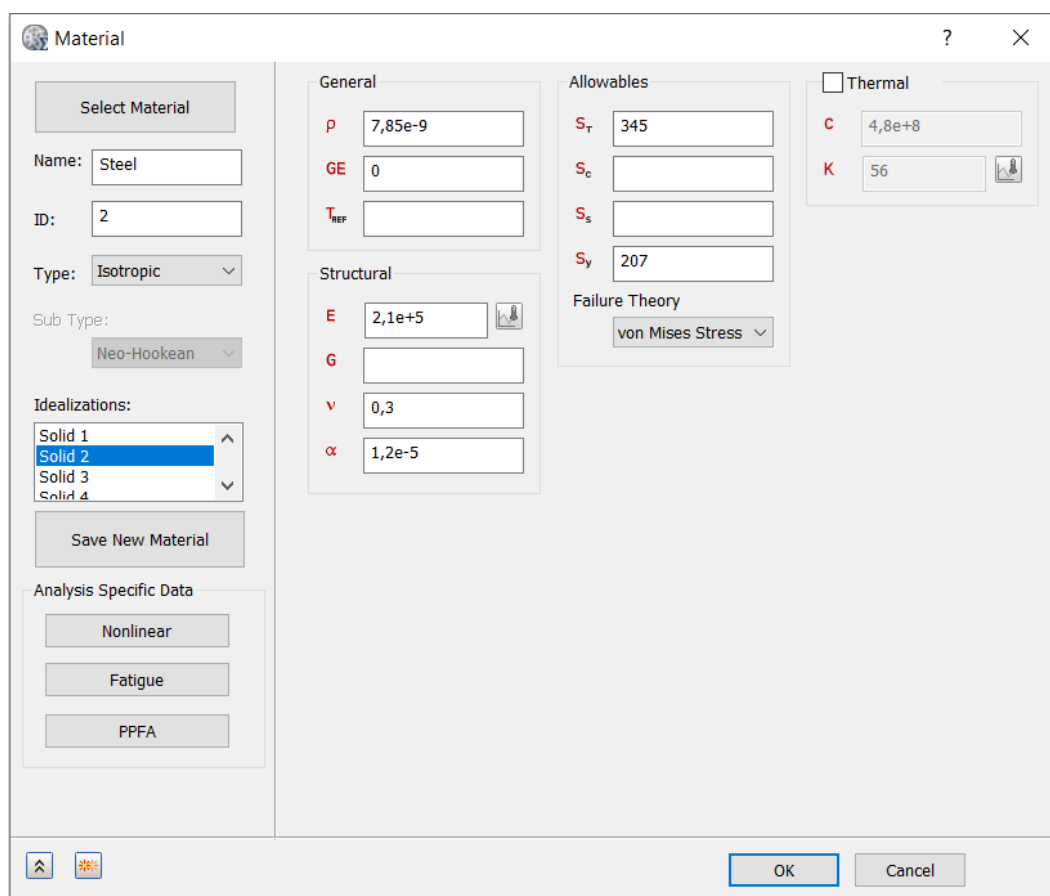 Material
?
Select Material
Name: Steel
ID: 2
Type: Isotropic
Sub Type:
Neo-Hookean
Idealizations:
Solid 1
Solid 2
Solid 3
Solid 4
Save New Material
Analysis Specific Data
Nonlinear
Fatigue
PPFA
General
ρ 7,85e-9
GE 0
TREF
Structural
E 2,1e+5
G
ν 0,3
α 1,2e-5
Allowables
ST 345
Sc
Ss
Sy 207
Failure Theory
von Mises Stress
Thermal
C 4,8e+8
K 56
OK
Cancel